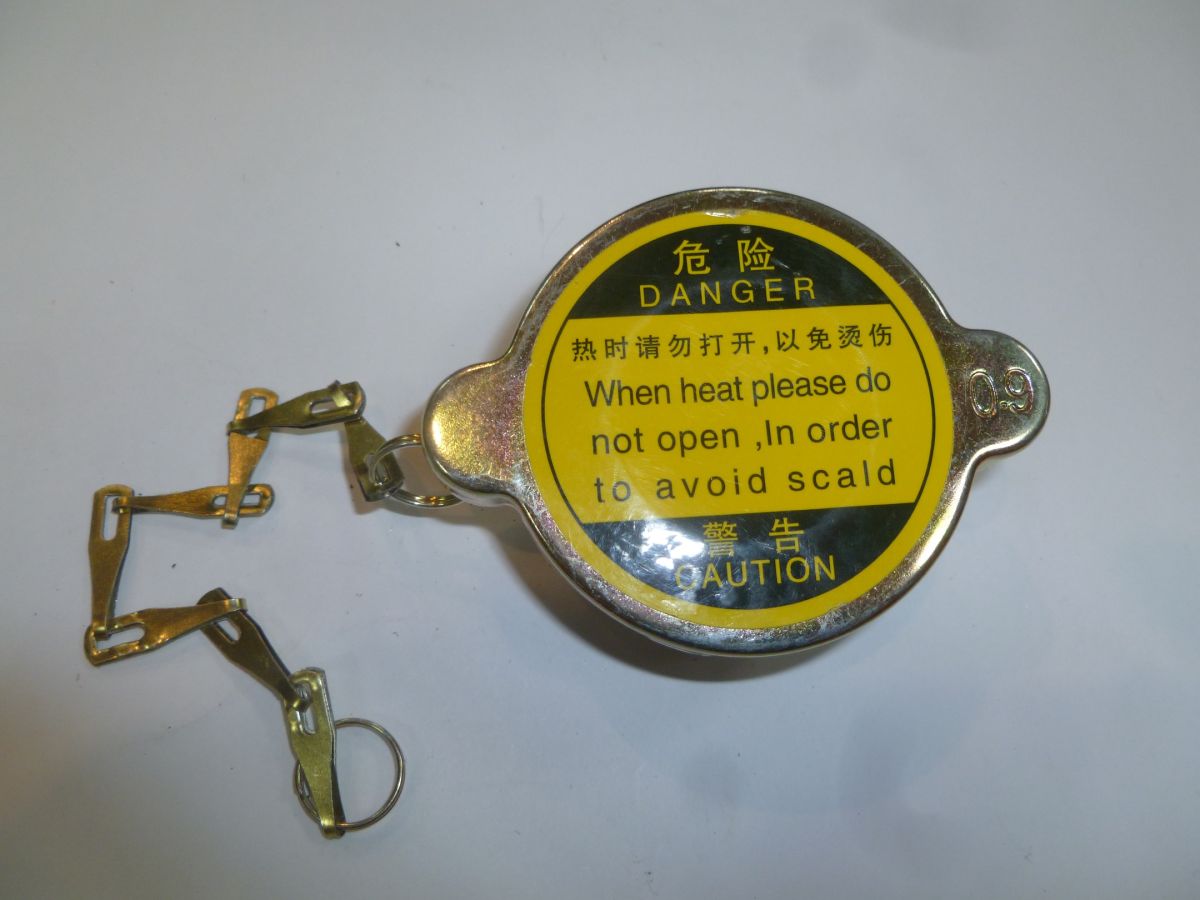 危险
DANGER
热时请勿打开,以免烫伤
When heat please do
not open ,In order
to avoid scald
警告
CAUTION
0.9